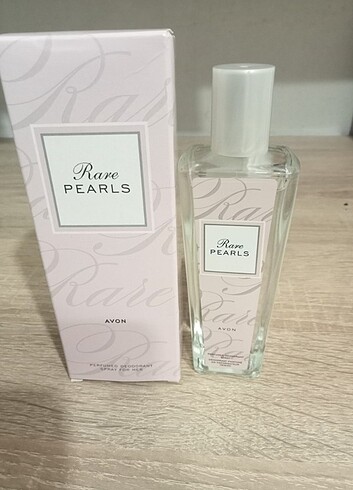 Rare
PEARLS
AVON
PERFUMED DEODORANT
SPRAY FOR HER
Rare
PEARLS
AVON